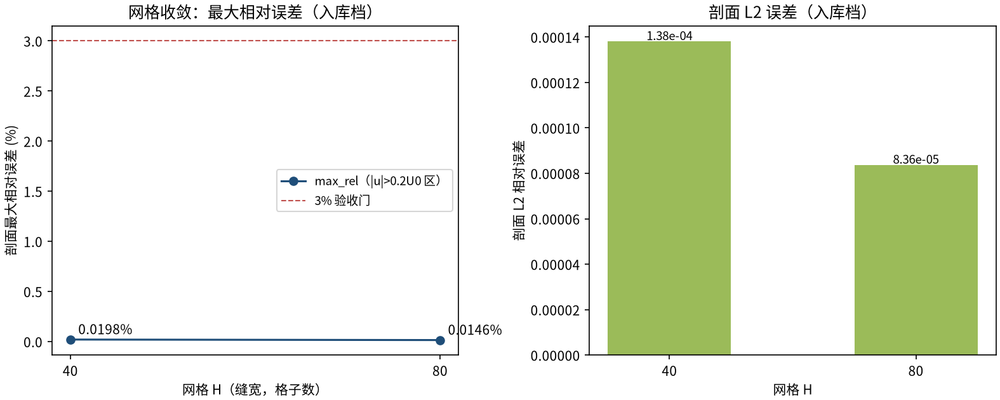 网格收敛：最大相对误差（入库档）
剖面最大相对误差 (%)
3.0
2.5
2.0
1.5
1.0
0.5
0.0
max_rel（|u|>0.2U0 区）
3% 验收门
0.0198%
0.0146%
40
80
网格 H（缝宽，格子数）
剖面 L2 误差（入库档）
剖面 L2 相对误差
0.00014
0.00012
0.00010
0.00008
0.00006
0.00004
0.00002
0.00000
1.38e-04
8.36e-05
40
80
网格 H